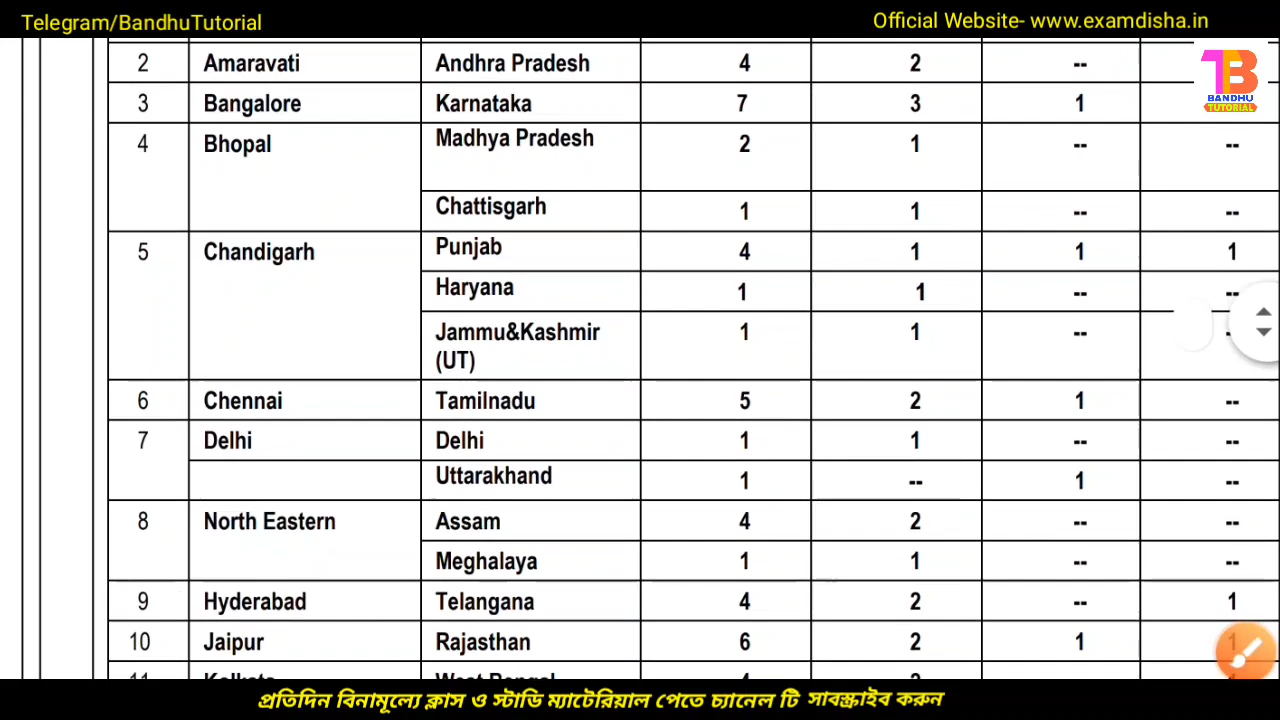 Telegram/BandhuTutorial Official Website- www.examdisha.in
2 Amaravati Andhra Pradesh 4 2 --
TB
BANDHU
TUTORIAL
3 Bangalore Karnataka 7 3 1
4 Bhopal Madhya Pradesh 2 1 -- --
Chattisgarh 1 1 -- --
5 Chandigarh Punjab 4 1 1 1
Haryana 1 1 -- --
Jammu&Kashmir 1 1 --
(UT)
6 Chennai Tamilnadu 5 2 1 --
7 Delhi Delhi 1 1 -- --
Uttarakhand 1 -- 1 --
8 North Eastern Assam 4 2 -- --
Meghalaya 1 1 -- --
9 Hyderabad Telangana 4 2 -- 1
10 Jaipur Rajasthan 6 2 1 1
11 Kolkata West Bengal
প্রতিদিন বিনামূল্যে ক্লাস ও স্টাডি ম্যাটেরিয়াল পেতে চ্যানেল টি সাবস্ক্রাইব করুন